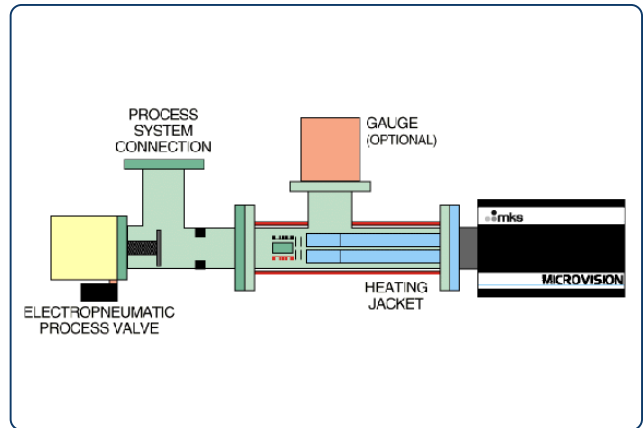 PROCESS
SYSTEM
CONNECTION
GAUGE
(OPTIONAL)
mks
MICROVISION
HEATING
JACKET
ELECTROPNEUMATIC
PROCESS VALVE